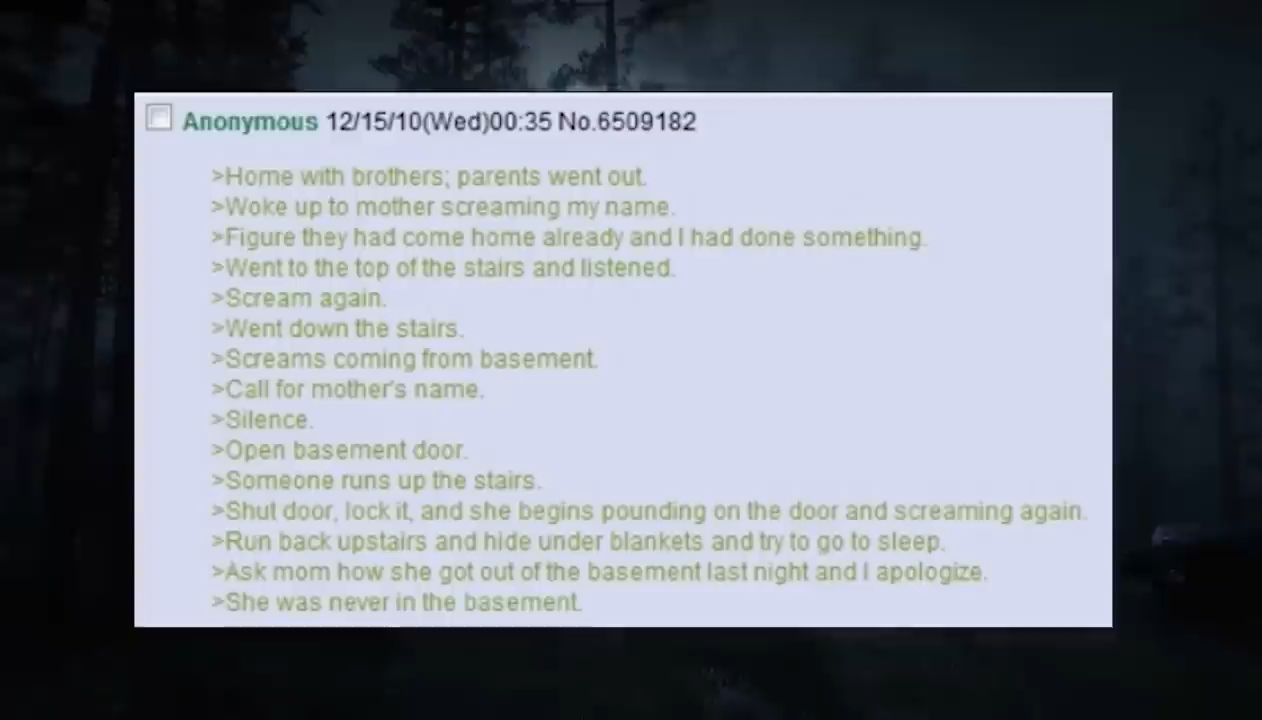 Anonymous 12/15/10(Wed)00:35 No.6509182
>Home with brothers; parents went out.
>Woke up to mother screaming my name.
>Figure they had come home already and I had done something.
>Went to the top of the stairs and listened.
>Scream again.
>Went down the stairs.
>Screams coming from basement.
>Call for mother's name.
>Silence.
>Open basement door.
>Someone runs up the stairs.
>Shut door, lock it, and she begins pounding on the door and screaming again.
>Run back upstairs and hide under blankets and try to go to sleep.
>Ask mom how she got out of the basement last night and I apologize.
>She was never in the basement.